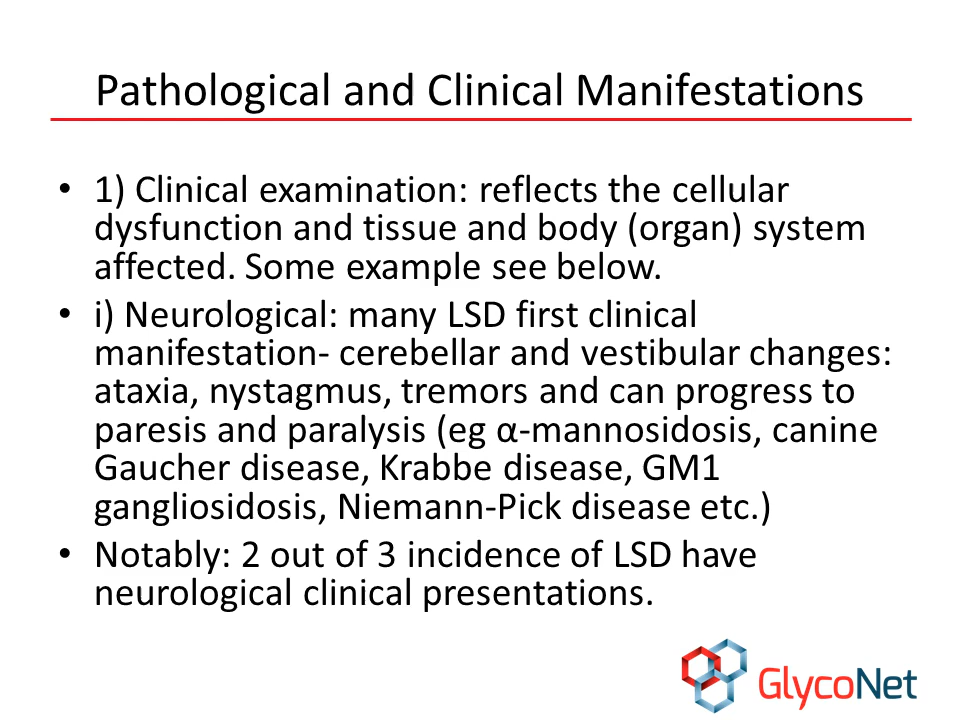 Pathological and Clinical Manifestations
• 1) Clinical examination: reflects the cellular
dysfunction and tissue and body (organ) system
affected. Some example see below.
• i) Neurological: many LSD first clinical
manifestation- cerebellar and vestibular changes:
ataxia, nystagmus, tremors and can progress to
paresis and paralysis (eg α-mannosidosis, canine
Gaucher disease, Krabbe disease, GM1
gangliosidosis, Niemann-Pick disease etc.)
• Notably: 2 out of 3 incidence of LSD have
neurological clinical presentations.
GlycoNet